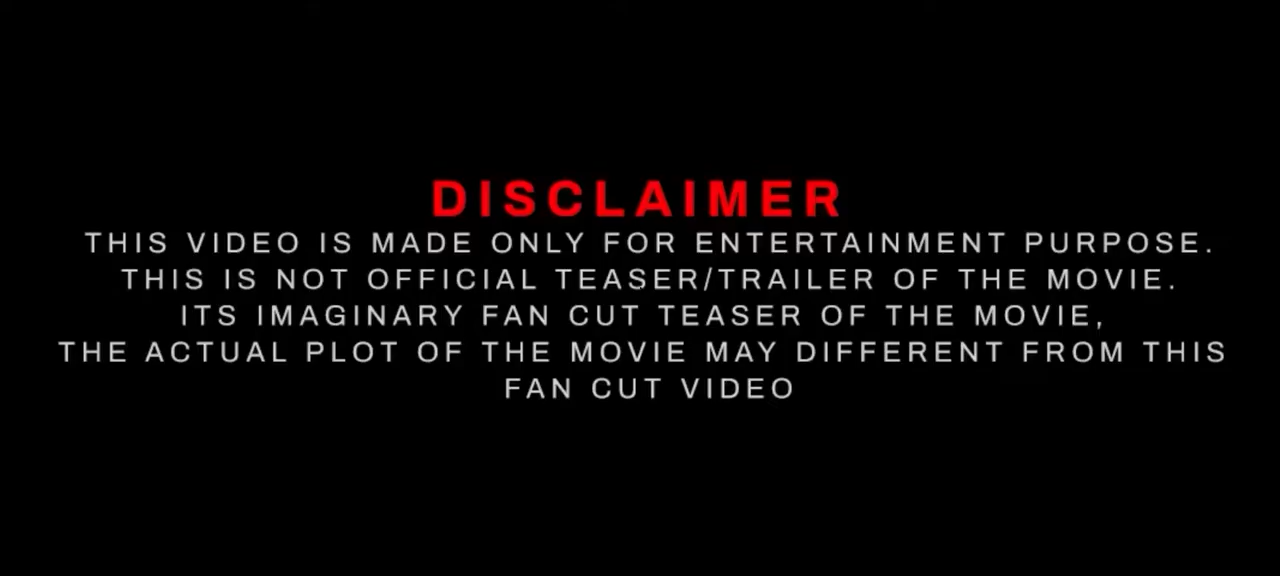 DISCLAIMER
THIS VIDEO IS MADE ONLY FOR ENTERTAINMENT PURPOSE.
THIS IS NOT OFFICIAL TEASER/TRAILER OF THE MOVIE.
ITS IMAGINARY FAN CUT TEASER OF THE MOVIE,
THE ACTUAL PLOT OF THE MOVIE MAY DIFFERENT FROM THIS
FAN CUT VIDEO